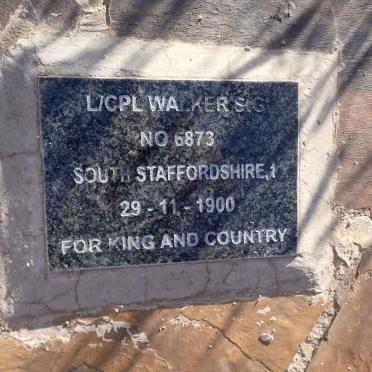 L/CPL WALKER S.G.
NO 6873
SOUTH STAFFORDSHIRE, 1
29 - 11 - 1900
FOR KING AND COUNTRY